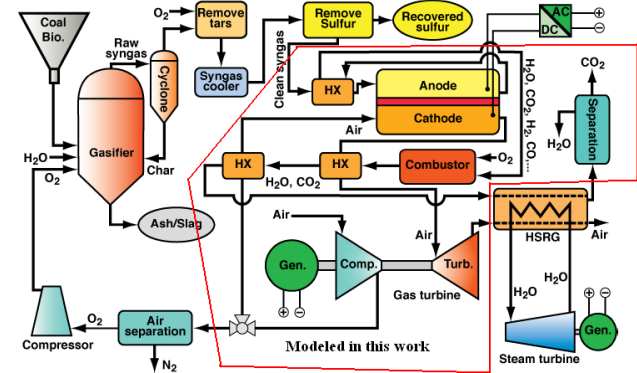 Coal
Bio.
O₂
Remove
tars
Remove
Sulfur
Recovered
sulfur
AC
DC
+
−
Raw
syngas
Cyclone
Syngas
cooler
Clean syngas
HX
Anode
Cathode
Air
H₂O, CO₂, H₂, CO,...
CO₂
Separation
H₂O
Gasifier
H₂O
O₂
Char
HX
HX
Combustor
O₂
H₂O, CO₂
Ash/Slag
Air
Air
HSRG
Air
Gen.
Comp.
Turb.
Gas turbine
+
−
H₂O
H₂O
Compressor
O₂
Air
separation
N₂
Modeled in this work
Steam turbine
Gen.
+
−